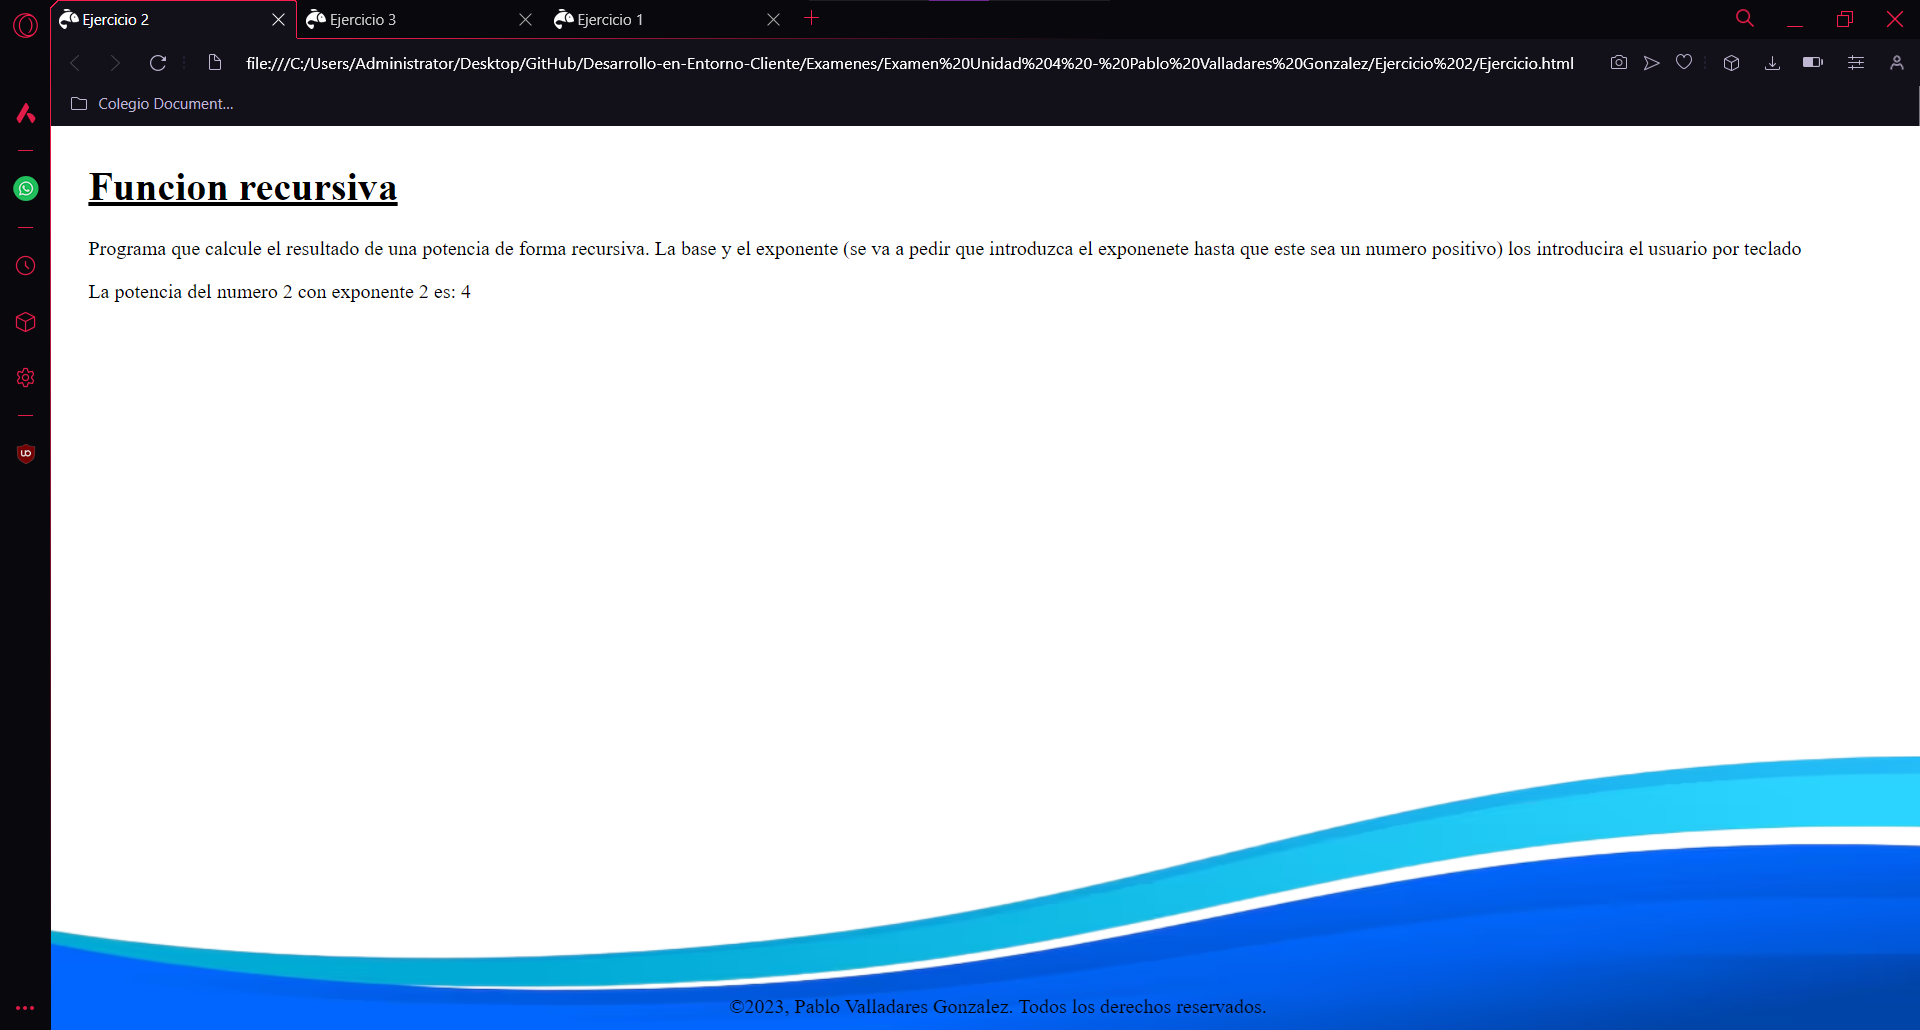 Ejercicio 2
Ejercicio 3
Ejercicio 1
file:///C:/Users/Administrator/Desktop/GitHub/Desarrollo-en-Entorno-Cliente/Examenes/Examen%20Unidad%204%20-%20Pablo%20Valladares%20Gonzalez/Ejercicio%202/Ejercicio.html
Colegio Document...
Funcion recursiva
Programa que calcule el resultado de una potencia de forma recursiva. La base y el exponente (se va a pedir que introduzca el exponenete hasta que este sea un numero positivo) los introducira el usuario por teclado
La potencia del numero 2 con exponente 2 es: 4
©2023, Pablo Valladares Gonzalez. Todos los derechos reservados.